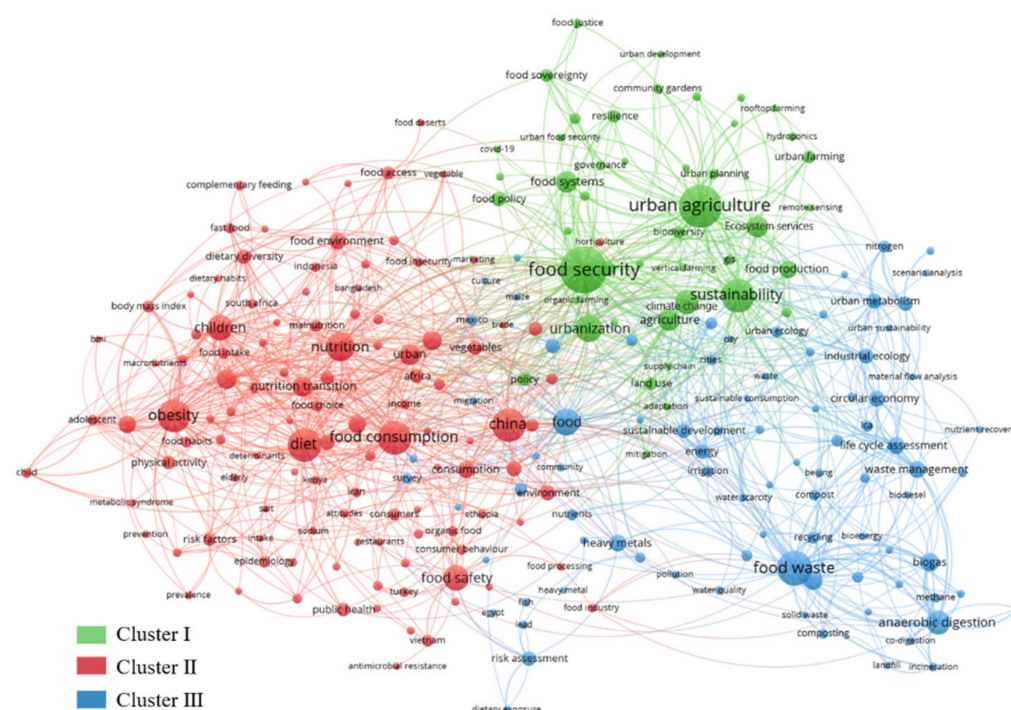 food justice
urban development
food sovereignty
community gardens
rooftop farming
resilience
food deserts
urban food security
hydroponics
covid-19
governance
urban farming
food access
vegetable
urban planning
complementary feeding
food systems
food policy
urban agriculture
remote sensing
fast food
biodiversity
Ecosystem services
food environment
horticulture
nitrogen
dietary diversity
food insecurity
marketing
gis
indonesia
food security
vertical farming
food production
scenario analysis
dietary habits
culture
bangladesh
maize
organic farming
sustainability
body mass index
south africa
climate change
urban metabolism
mexico
trade
agriculture
children
malnutrition
urbanization
urban ecology
urban sustainability
bmi
city
nutrition
vegetables
food intake
urban
cities
industrial ecology
macronutrients
supply chain
africa
policy
waste
material flow analysis
nutrition transition
land use
migration
sustainable consumption
circular economy
food choice
income
adaptation
obesity
adolescent
china
food
lca
sustainable development
nutrient recover
food habits
diet
food consumption
life cycle assessment
determinants
mitigation
energy
physical activity
consumption
community
irrigation
beijing
waste management
child
elderly
kenya
survey
iran
environment
water scarcity
compost
biodiesel
metabolic syndrome
salt
attitudes
consumers
ethiopia
nutrients
prevention
sodium
organic food
recycling
bioenergy
risk factors
intake
restaurants
heavy metals
consumer behaviour
epidemiology
food processing
food waste
biogas
food safety
pollution
prevalence
turkey
heavy metal
water quality
methane
fish
public health
egypt
food industry
solid waste
lead
anaerobic digestion
composting
vietnam
co-digestion
risk assessment
antimicrobial resistance
landfill
incineration
dietary exposure
Cluster I
Cluster II
Cluster III